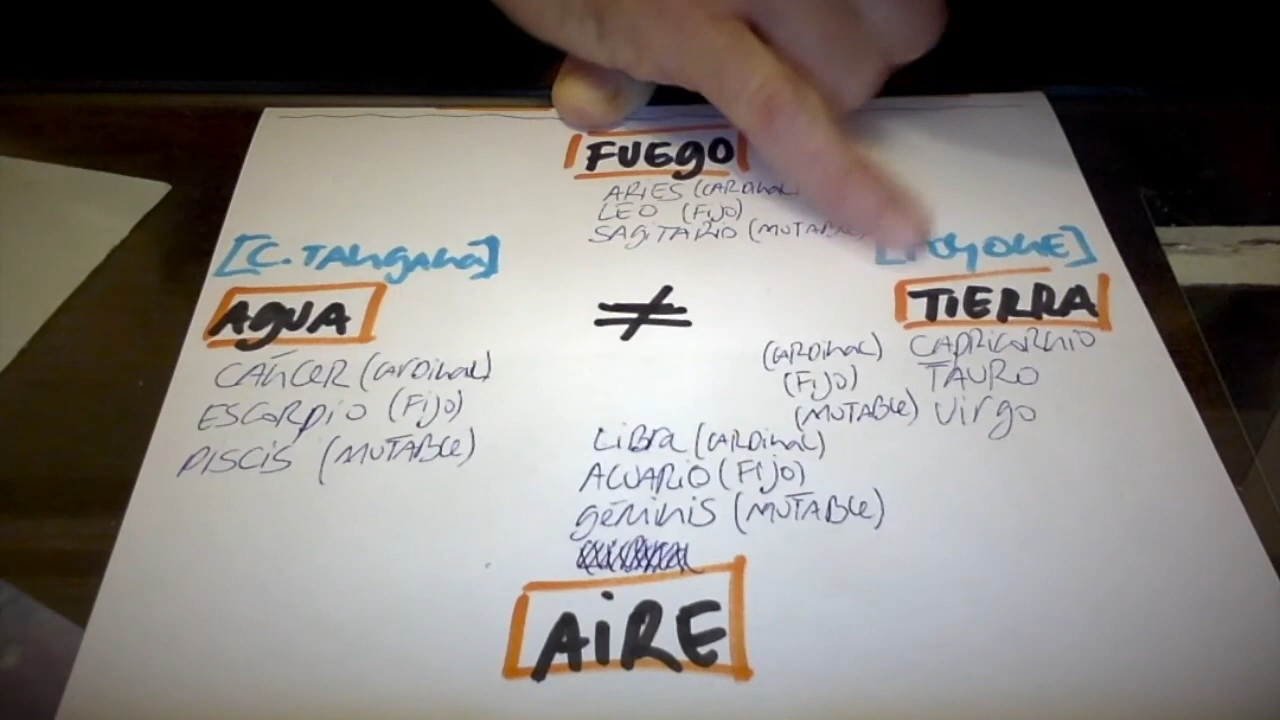 FUEGO
ARIES (CARDINAL
LEO (FIJO)
SAGITARIO (MUTABLE
[C. TANGANA]
AGUA
CÁNCER (CARDINAL)
ESCORPIO (FIJO)
PISCIS (MUTABLE)
≠
TIERRA
(CARDINAL) CAPRICORNIO
(FIJO) TAURO
(MUTABLE) VIRGO
LIBRA (CARDINAL)
ACUARIO (FIJO)
GÉMINIS (MUTABLE)
AIRE